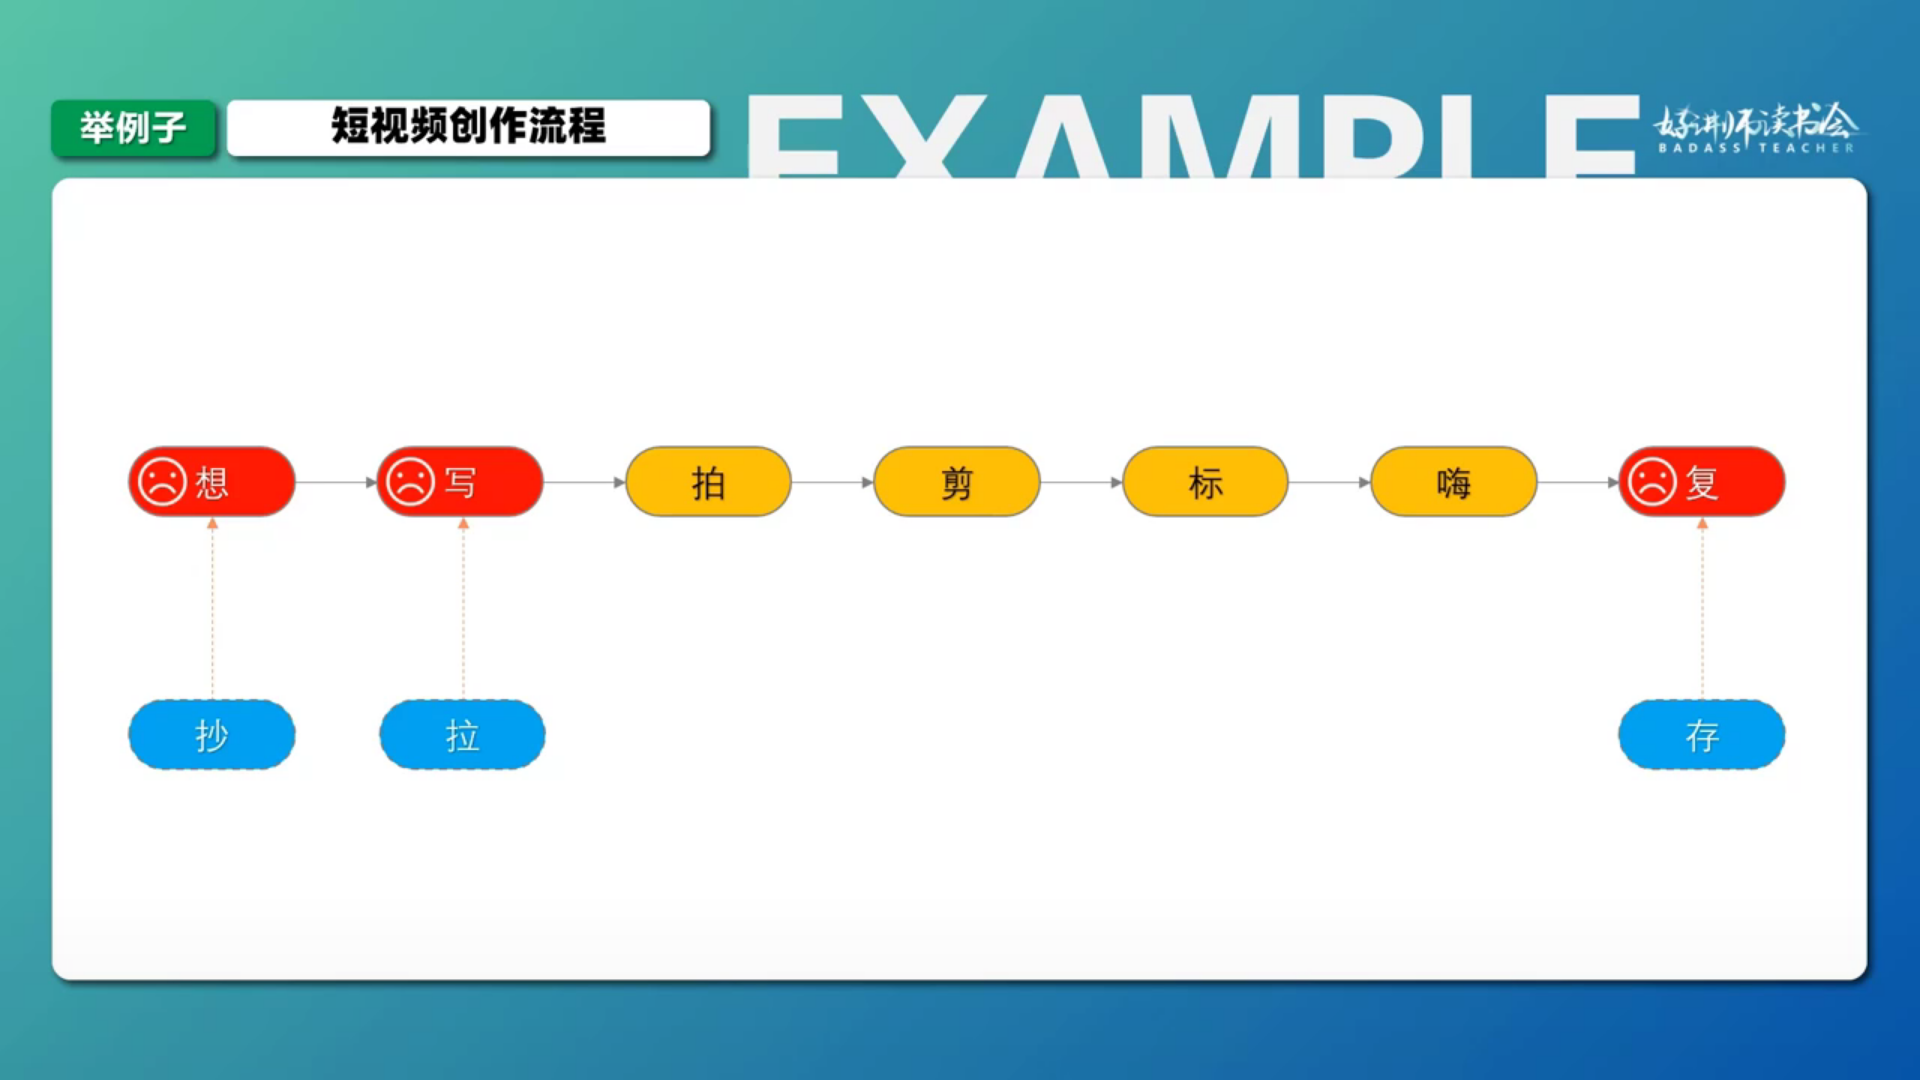 举例子
短视频创作流程
EXAMPLE
好讲师读书会
BADASS TEACHER
想
写
拍
剪
标
嗨
复
抄
拉
存